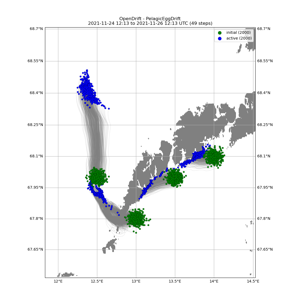 OpenDrift - PelagicEggDrift
2021-11-24 12:13 to 2021-11-26 12:13 UTC (49 steps)
initial (2000)
active (2000)
68.7°N
68.7°N
68.55°N
68.55°N
68.4°N
68.4°N
68.25°N
68.25°N
68.1°N
68.1°N
67.95°N
67.95°N
67.8°N
67.8°N
67.65°N
67.65°N
12°E
12.5°E
13°E
13.5°E
14°E
14.5°E